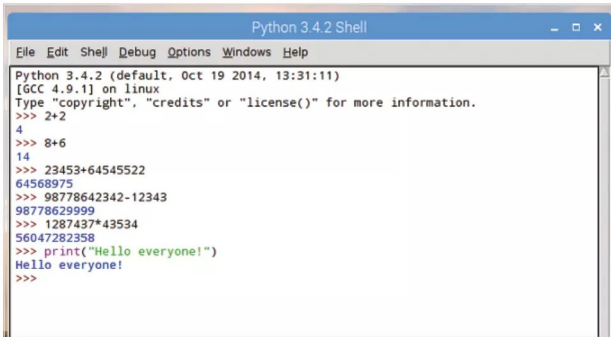 Python 3.4.2 Shell
File Edit Shell Debug Options Windows Help
Python 3.4.2 (default, Oct 19 2014, 13:31:11)
[GCC 4.9.1] on linux
Type "copyright", "credits" or "license()" for more information.
>>> 2+2
4
>>> 8+6
14
>>> 23453+64545522
64568975
>>> 98778642342-12343
98778629999
>>> 1287437*43534
56047282358
>>> print("Hello everyone!")
Hello everyone!
>>>